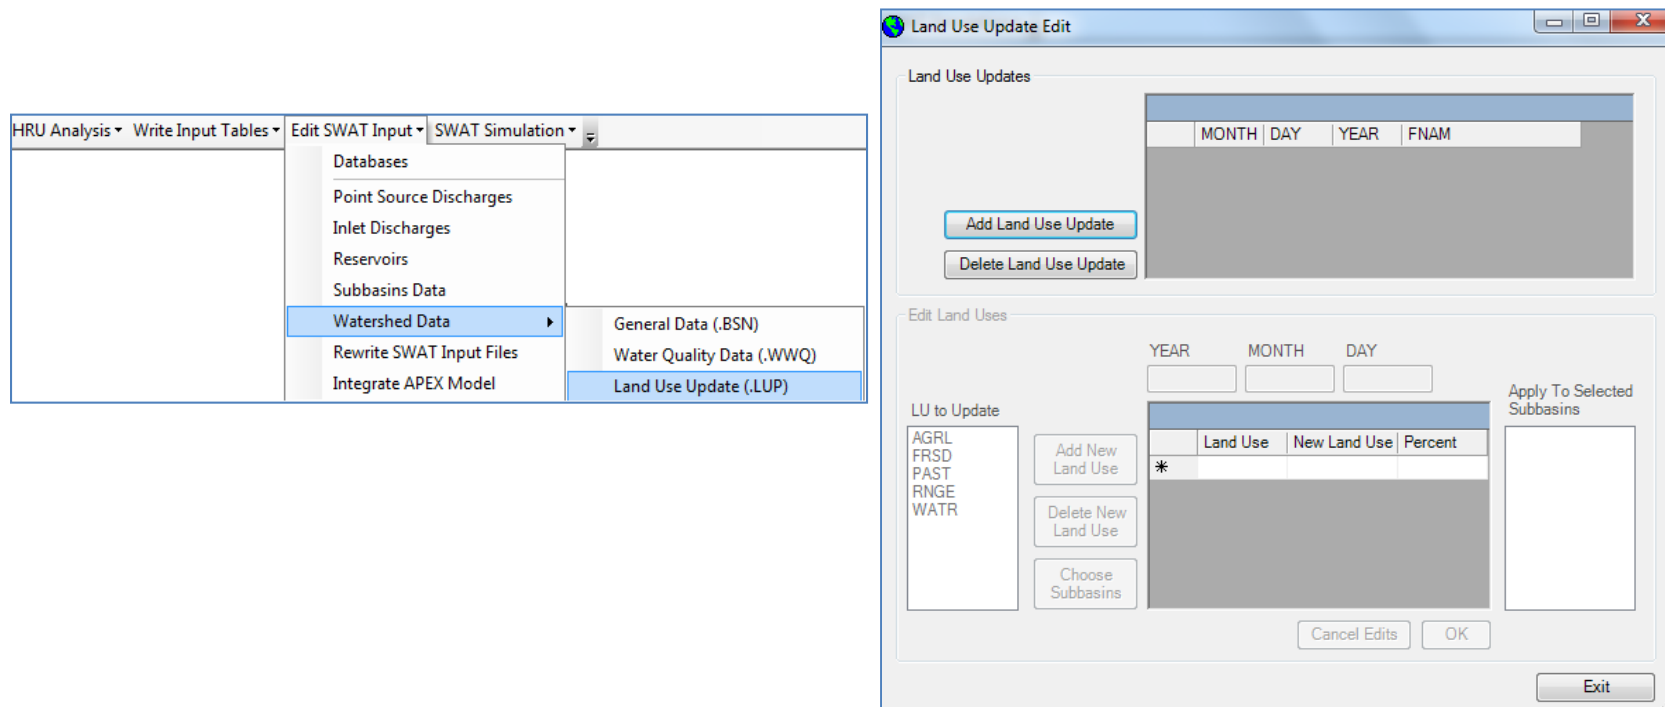 HRU Analysis Write Input Tables Edit SWAT Input SWAT Simulation
Databases
Point Source Discharges
Inlet Discharges
Reservoirs
Subbasins Data
Watershed Data
Rewrite SWAT Input Files
Integrate APEX Model
General Data (.BSN)
Water Quality Data (.WWQ)
Land Use Update (.LUP)
Land Use Update Edit
Land Use Updates
MONTH DAY YEAR FNAM
Add Land Use Update
Delete Land Use Update
Edit Land Uses
YEAR MONTH DAY
LU to Update
AGRL
FRSD
PAST
RNGE
WATR
Add New
Land Use
Delete New
Land Use
Choose
Subbasins
Land Use New Land Use Percent
Apply To Selected
Subbasins
Cancel Edits OK
Exit